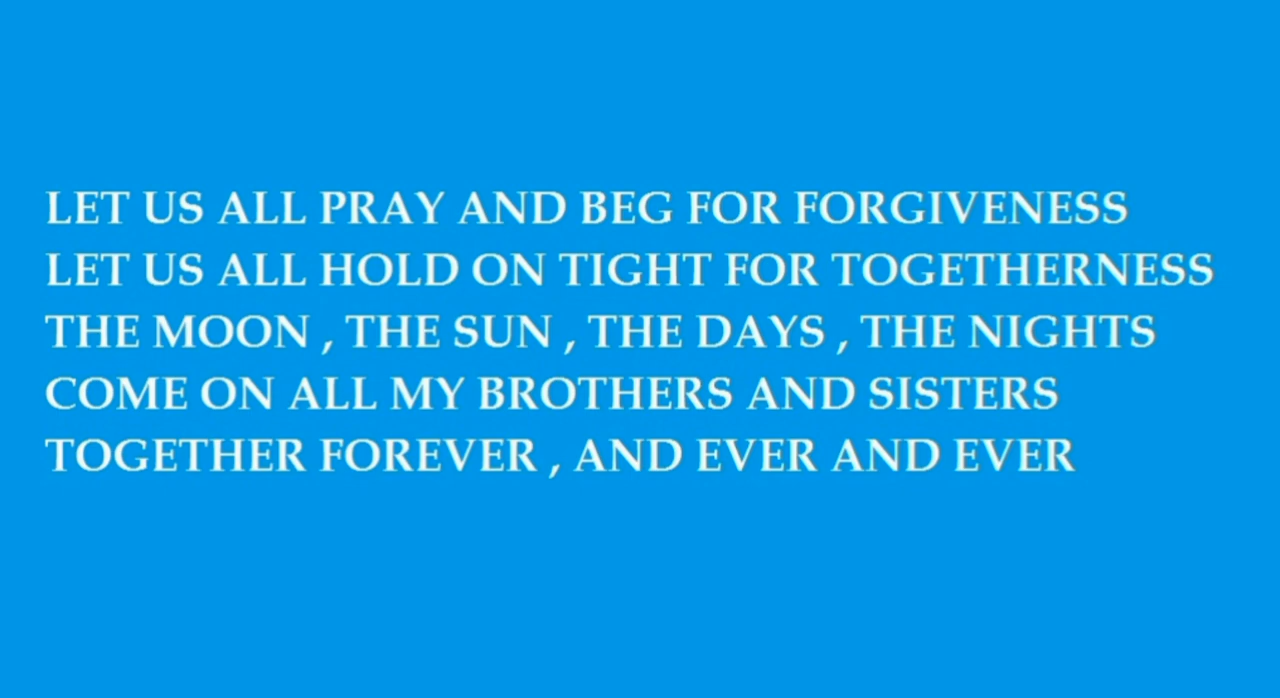 LET US ALL PRAY AND BEG FOR FORGIVENESS
LET US ALL HOLD ON TIGHT FOR TOGETHERNESS
THE MOON , THE SUN , THE DAYS , THE NIGHTS
COME ON ALL MY BROTHERS AND SISTERS
TOGETHER FOREVER , AND EVER AND EVER